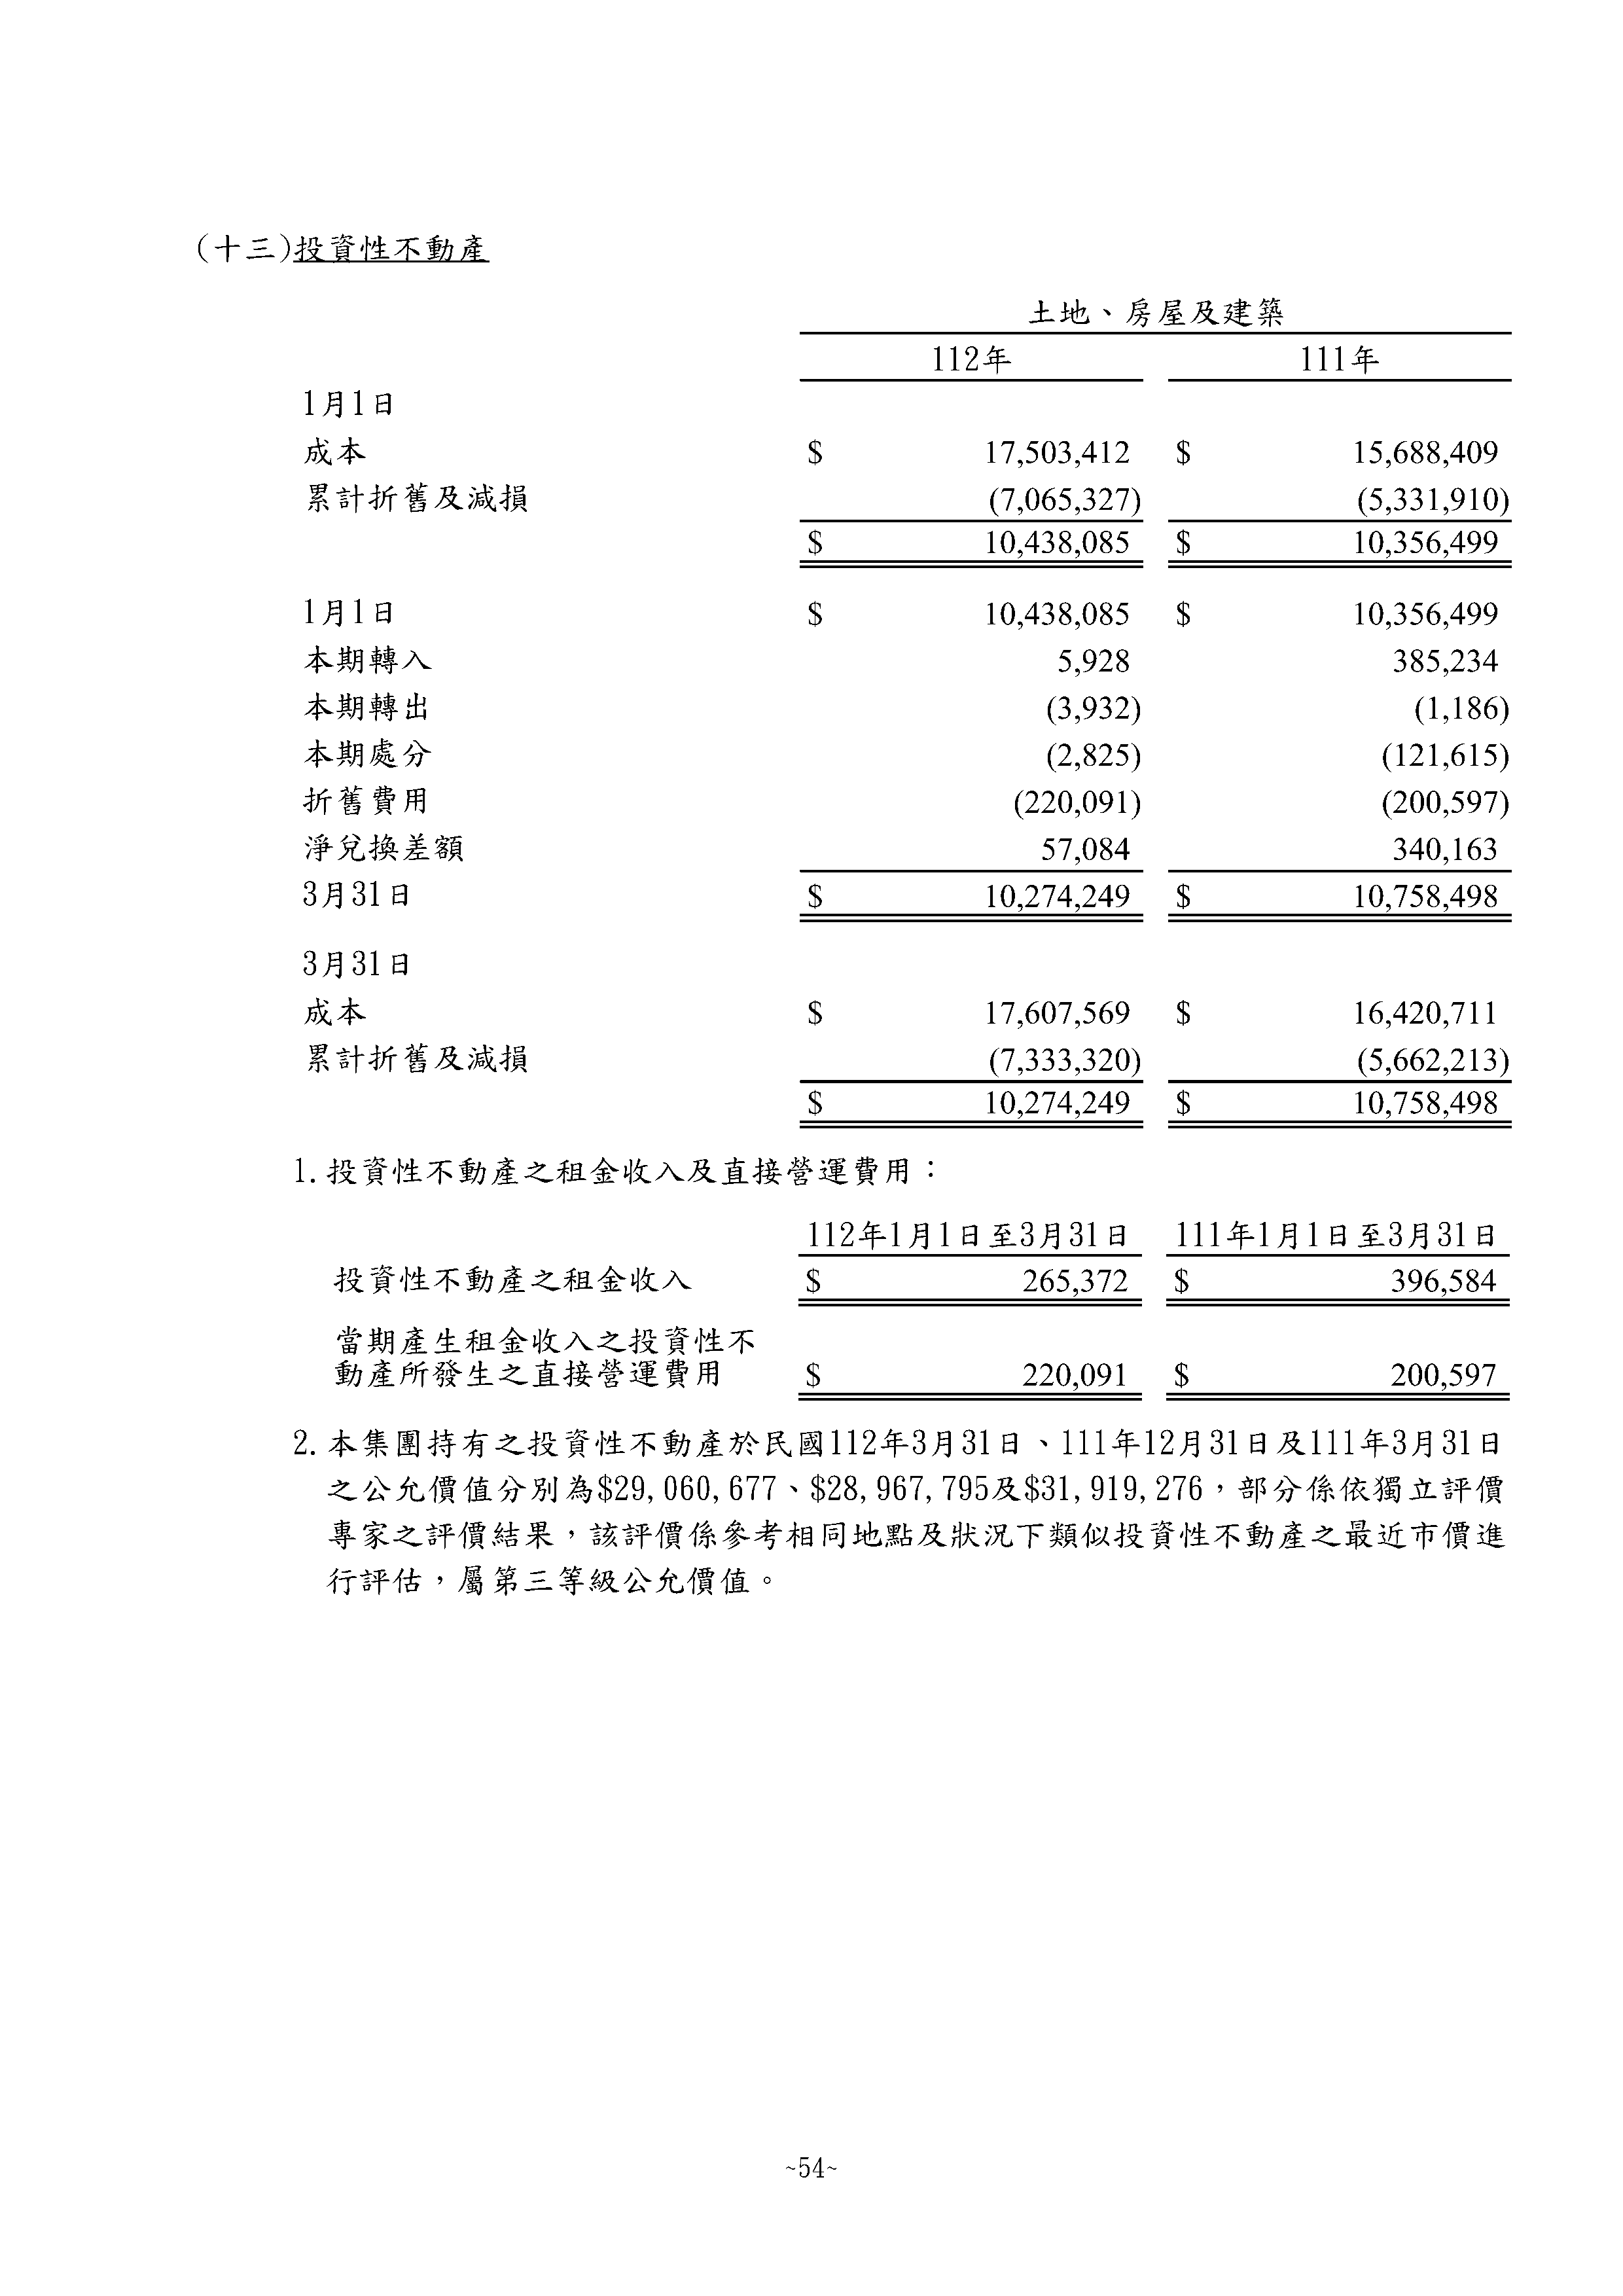 (十三)投資性不動產
土地、房屋及建築
112年 111年
1月1日
成本 $ 17,503,412 $ 15,688,409
累計折舊及減損 (7,065,327) (5,331,910)
$ 10,438,085 $ 10,356,499
1月1日 $ 10,438,085 $ 10,356,499
本期轉入 5,928 385,234
本期轉出 (3,932) (1,186)
本期處分 (2,825) (121,615)
折舊費用 (220,091) (200,597)
淨兌換差額 57,084 340,163
3月31日 $ 10,274,249 $ 10,758,498
3月31日
成本 $ 17,607,569 $ 16,420,711
累計折舊及減損 (7,333,320) (5,662,213)
$ 10,274,249 $ 10,758,498
1.投資性不動產之租金收入及直接營運費用：
112年1月1日至3月31日 111年1月1日至3月31日
投資性不動產之租金收入 $ 265,372 $ 396,584
當期產生租金收入之投資性不
動產所發生之直接營運費用 $ 220,091 $ 200,597
2.本集團持有之投資性不動產於民國112年3月31日、111年12月31日及111年3月31日
之公允價值分別為$29,060,677、$28,967,795及$31,919,276，部分係依獨立評價
專家之評價結果，該評價係參考相同地點及狀況下類似投資性不動產之最近市價進
行評估，屬第三等級公允價值。
~54~